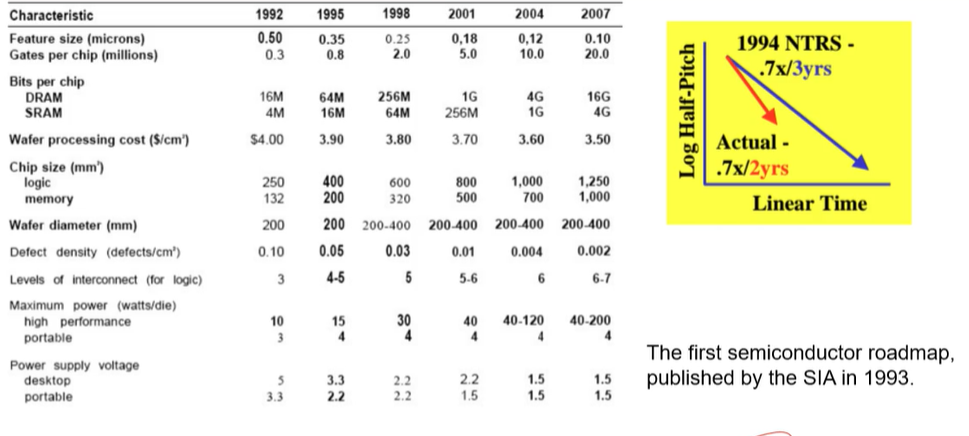 Characteristic 1992 1995 1998 2001 2004 2007
Feature size (microns) 0.50 0.35 0.25 0,18 0,12 0.10
Gates per chip (millions) 0.3 0.8 2.0 5.0 10.0 20.0
Bits per chip
DRAM 16M 64M 256M 1G 4G 16G
SRAM 4M 16M 64M 256M 1G 4G
Wafer processing cost ($/cm²) $4.00 3.90 3.80 3.70 3.60 3.50
Chip size (mm²)
logic 250 400 600 800 1,000 1,250
memory 132 200 320 500 700 1,000
Wafer diameter (mm) 200 200 200-400 200-400 200-400 200-400
Defect density (defects/cm²) 0.10 0.05 0.03 0.01 0.004 0.002
Levels of interconnect (for logic) 3 4-5 5 5-6 6 6-7
Maximum power (watts/die)
high performance 10 15 30 40 40-120 40-200
portable 3 4 4 4 4 4
Power supply voltage
desktop 5 3.3 2.2 2.2 1.5 1.5
portable 3.3 2.2 2.2 1.5 1.5 1.5
Log Half-Pitch
1994 NTRS -
.7x/3yrs
Actual -
.7x/2yrs
Linear Time
The first semiconductor roadmap,
published by the SIA in 1993.